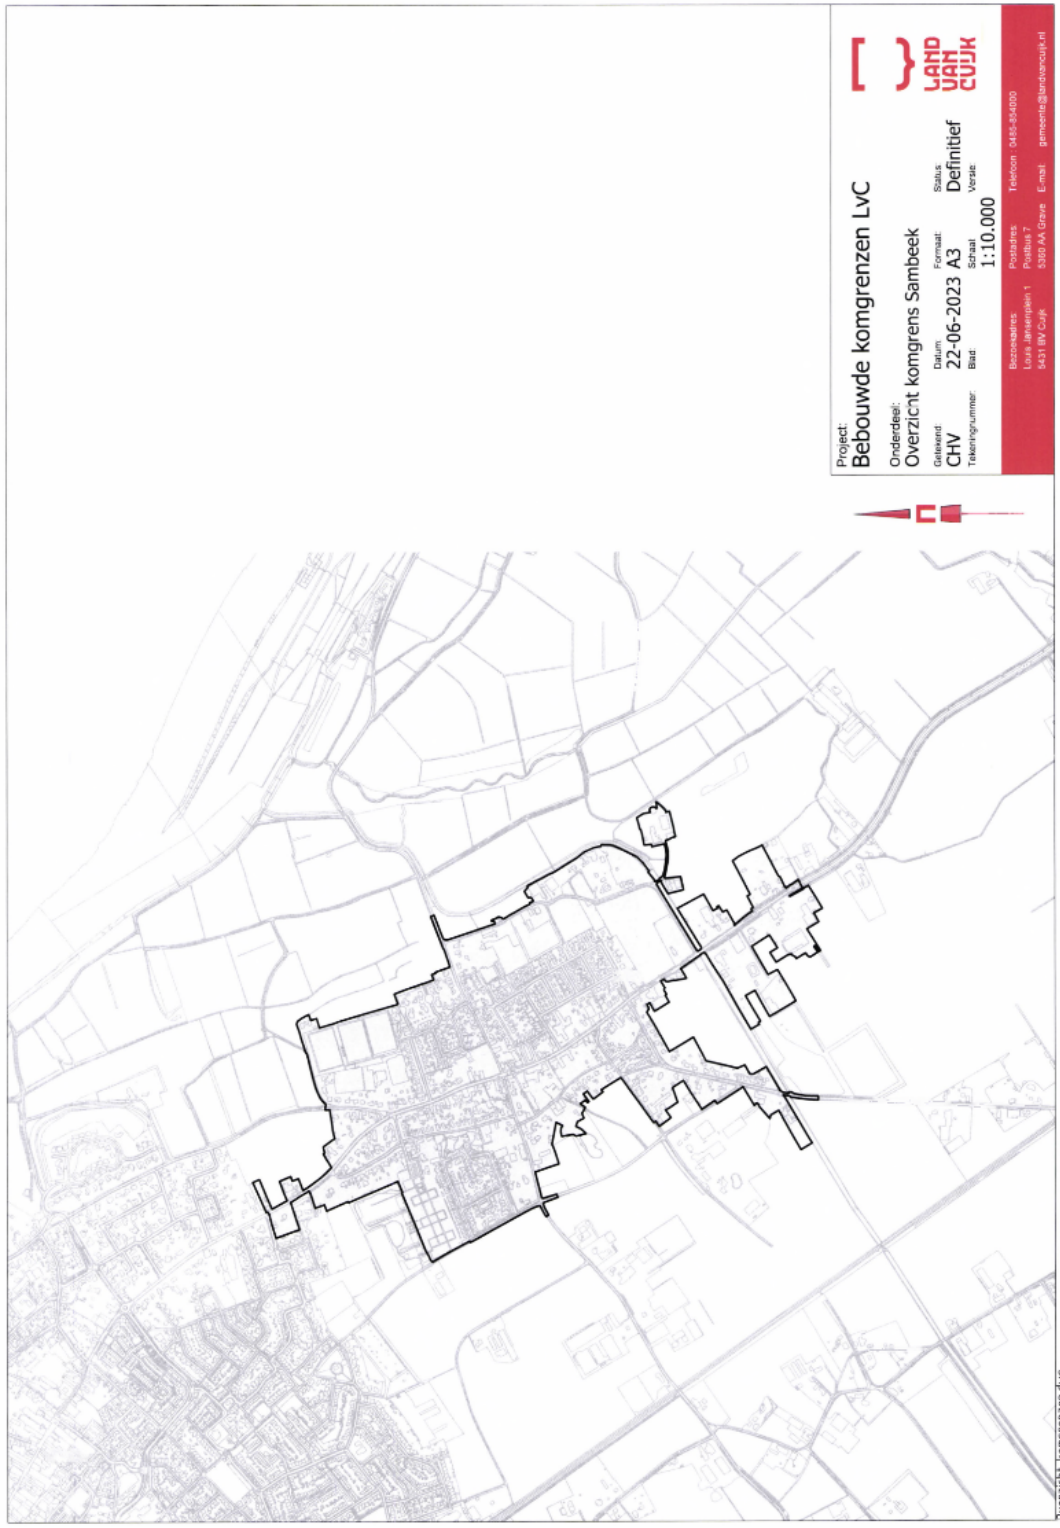 [ } LAND
VAN
CUIJK
Project:
Bebouwde komgrenzen LvC
Onderdeel:
Overzicht komgrens Sambeek
Getekend: Datum: Formaat: Status:
CHV 22-06-2023 A3 Definitief
Tekeningnummer: Blad: Schaal Versie:
1:10.000
Bezoekadres: Postadres: Telefoon : 0485-854000
Louis Jansenplein 1 Postbus 7
5431 BV Cuijk 5360 AA Grave E-mail: gemeente@landvancuijk.nl
n